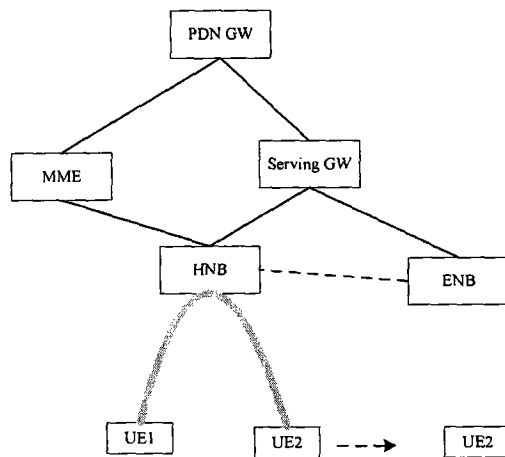 PDN GW
MME
Serving GW
HNB
ENB
UE1
UE2
UE2